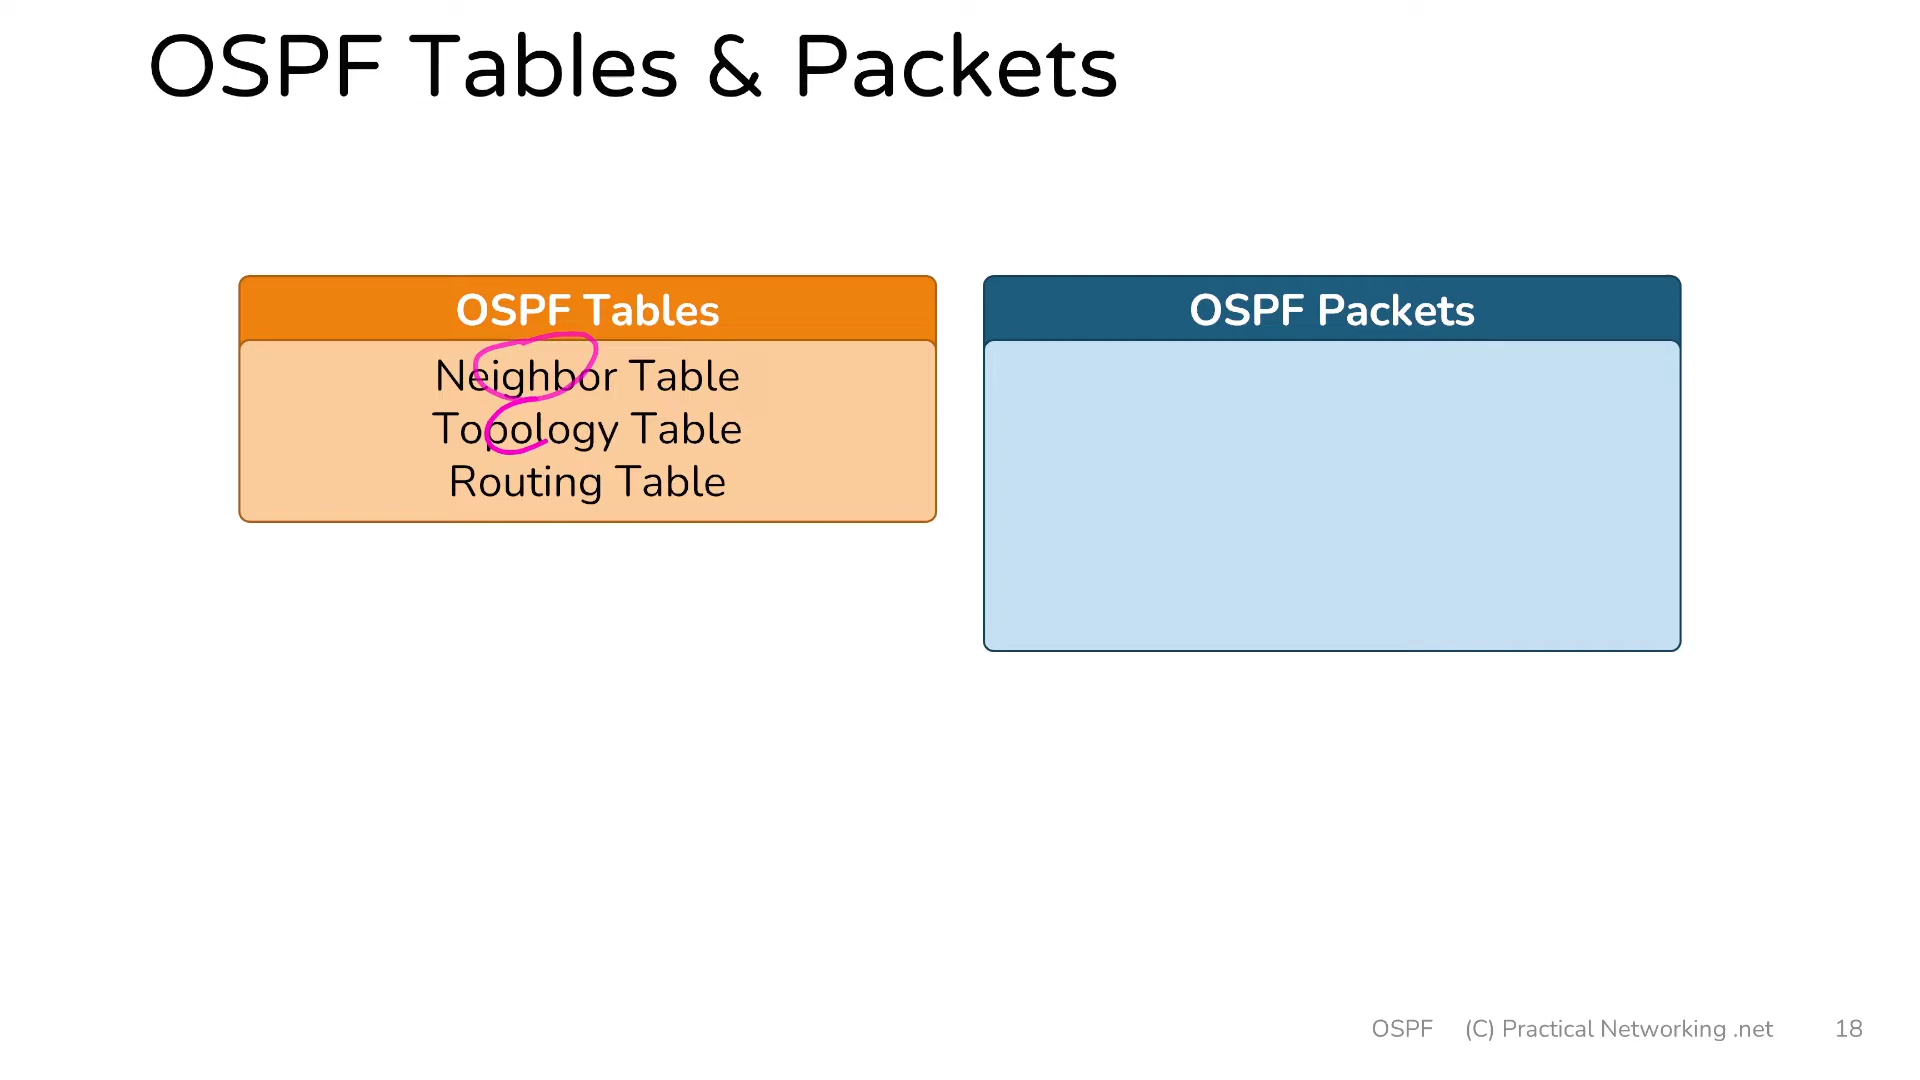 OSPF Tables & Packets
OSPF Tables
Neighbor Table
Topology Table
Routing Table
OSPF Packets
OSPF (C) Practical Networking .net 18